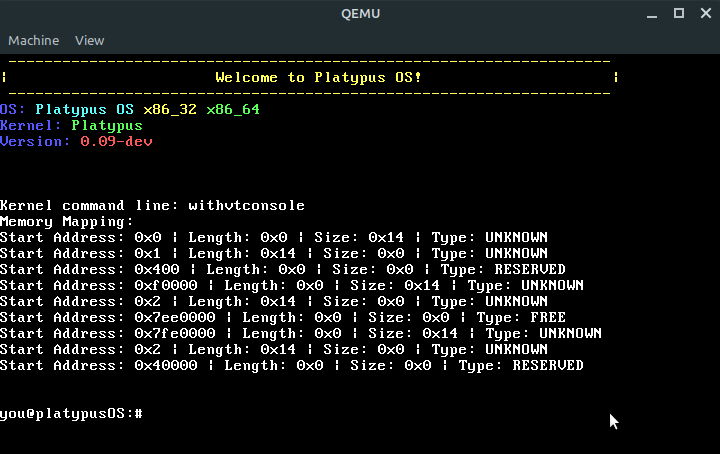 QEMU
Machine View
---------------------------------------------------------------------
¦ Welcome to Platypus OS! ¦
---------------------------------------------------------------------
OS: Platypus OS x86_32 x86_64
Kernel: Platypus
Version: 0.09-dev
Kernel command line: withvtconsole
Memory Mapping:
Start Address: 0x0 ¦ Length: 0x0 ¦ Size: 0x14 ¦ Type: UNKNOWN
Start Address: 0x1 ¦ Length: 0x14 ¦ Size: 0x0 ¦ Type: UNKNOWN
Start Address: 0x400 ¦ Length: 0x0 ¦ Size: 0x0 ¦ Type: RESERVED
Start Address: 0xf0000 ¦ Length: 0x0 ¦ Size: 0x14 ¦ Type: UNKNOWN
Start Address: 0x2 ¦ Length: 0x14 ¦ Size: 0x0 ¦ Type: UNKNOWN
Start Address: 0x7ee0000 ¦ Length: 0x0 ¦ Size: 0x0 ¦ Type: FREE
Start Address: 0x7fe0000 ¦ Length: 0x0 ¦ Size: 0x14 ¦ Type: UNKNOWN
Start Address: 0x2 ¦ Length: 0x14 ¦ Size: 0x0 ¦ Type: UNKNOWN
Start Address: 0x40000 ¦ Length: 0x0 ¦ Size: 0x0 ¦ Type: RESERVED
you@platypusOS:#